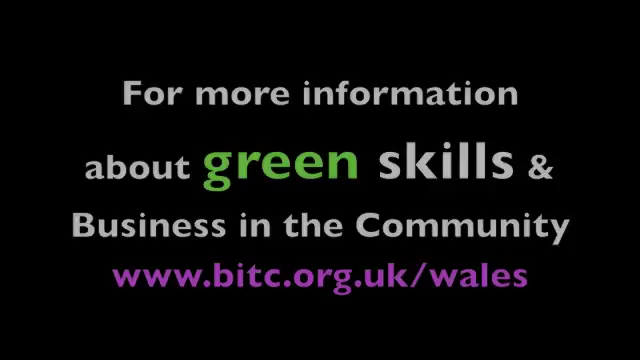 For more information
about green skills &
Business in the Community
www.bitc.org.uk/wales